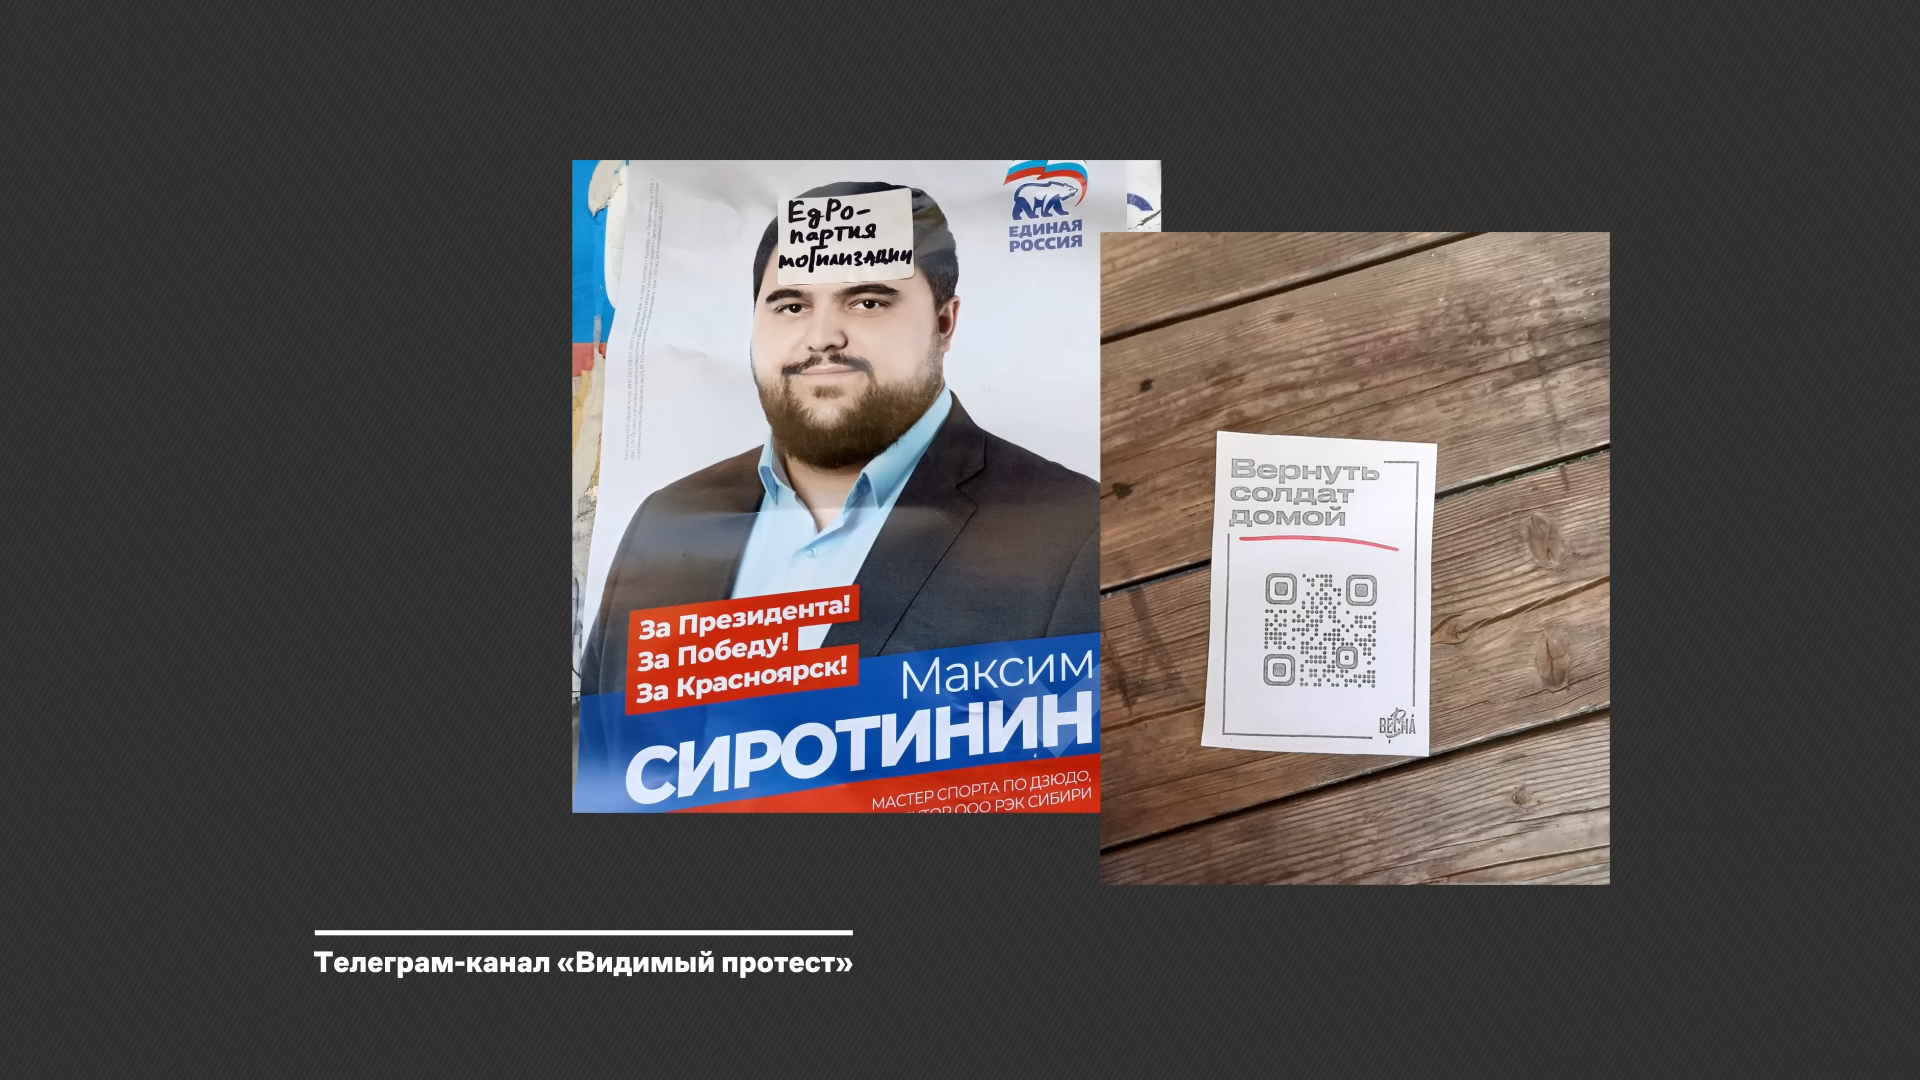 ЕдРо-
партия
моГилизации
ЕДИНАЯ
РОССИЯ
За Президента!
За Победу!
За Красноярск!
Максим
СИРОТИНИН
МАСТЕР СПОРТА ПО ДЗЮДО,
ООО РЭК СИБИРИ
Вернуть
солдат
домой
ВЕСНА
Телеграм-канал «Видимый протест»